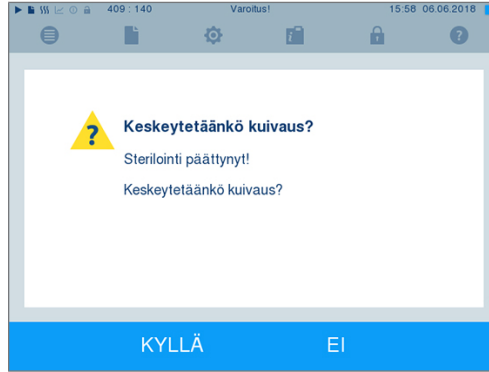 409 : 140 Varoitus! 15:58 06.06.2018
Keskeytetäänkö kuivaus?
Sterilointi päättynyt!
Keskeytetäänkö kuivaus?
KYLLÄ EI